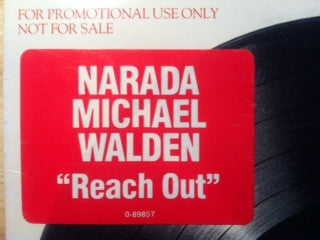 FOR PROMOTIONAL USE ONLY
NOT FOR SALE
NARADA
MICHAEL
WALDEN
“Reach Out”
0-89857